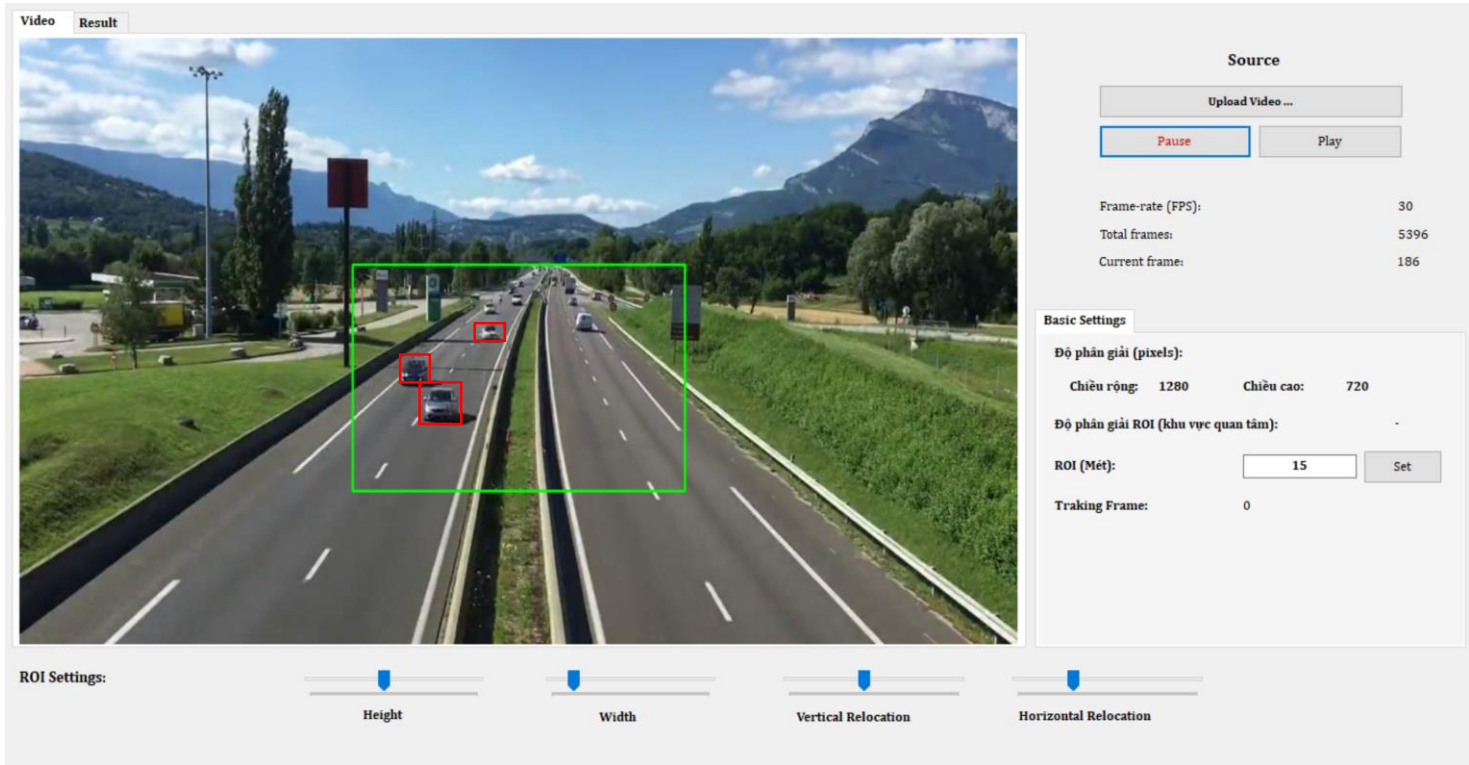 Video Result
Source
Upload Video ...
Pause Play
Frame-rate (FPS): 30
Total frames: 5396
Current frame: 186
Basic Settings
Độ phân giải (pixels):
Chiều rộng: 1280 Chiều cao: 720
Độ phân giải ROI (khu vực quan tâm): -
ROI (Mét): 15 Set
Traking Frame: 0
ROI Settings:
Height Width Vertical Relocation Horizontal Relocation